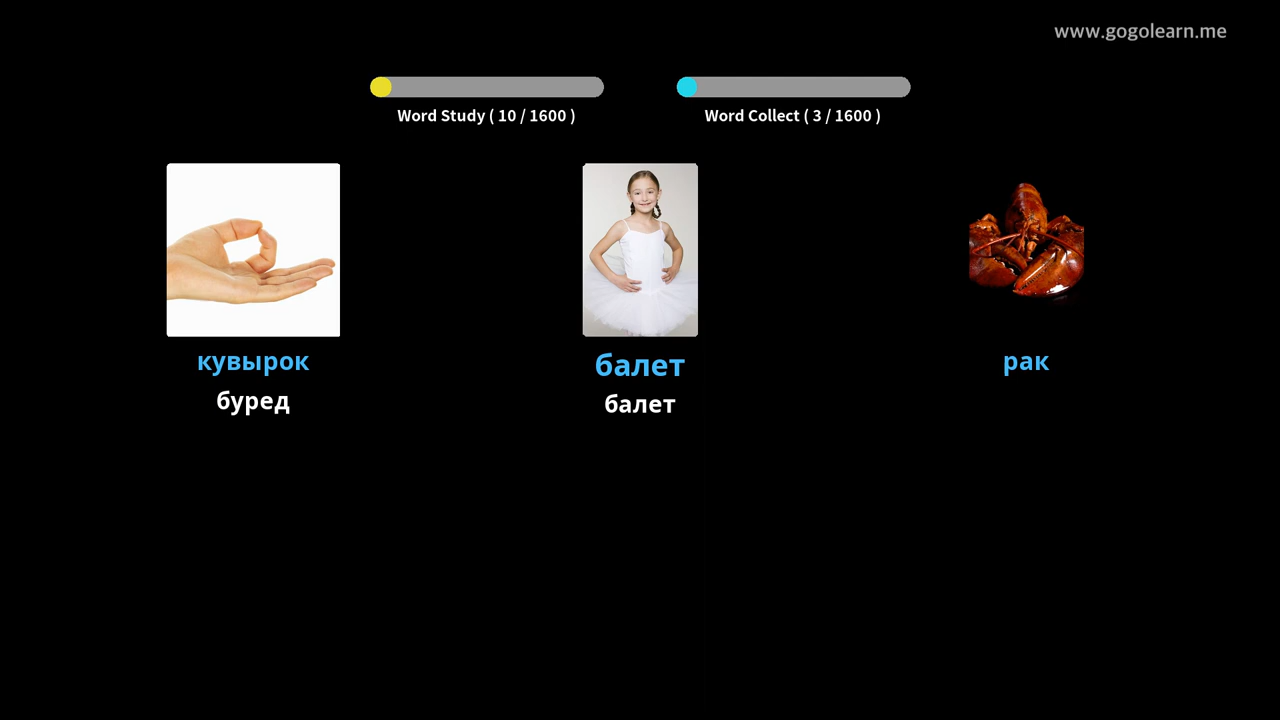 www.gogolearn.me
Word Study ( 10 / 1600 )
Word Collect ( 3 / 1600 )
кувырок
балет
рак
буред
балет